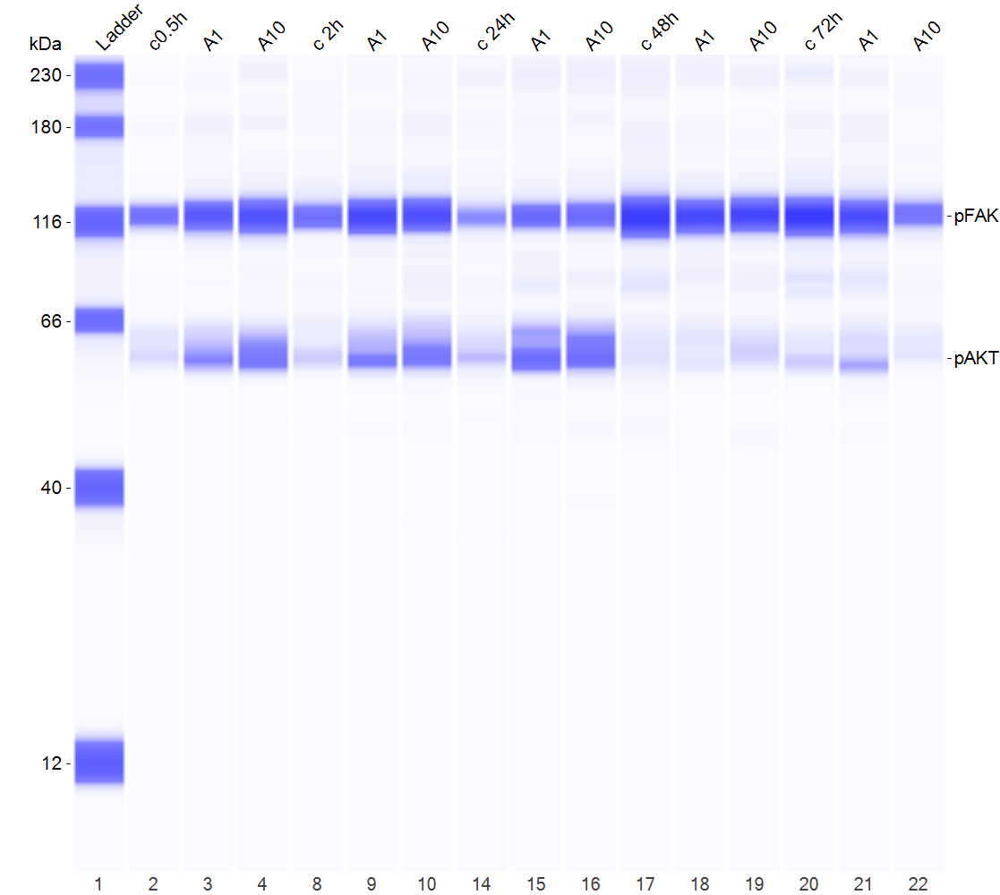 kDa Ladder c0.5h A1 A10 c 2h A1 A10 c 24h A1 A10 c 48h A1 A10 c 72h A1 A10
230
180
116 pFAK
66
pAKT
40
12
1 2 3 4 8 9 10 14 15 16 17 18 19 20 21 22